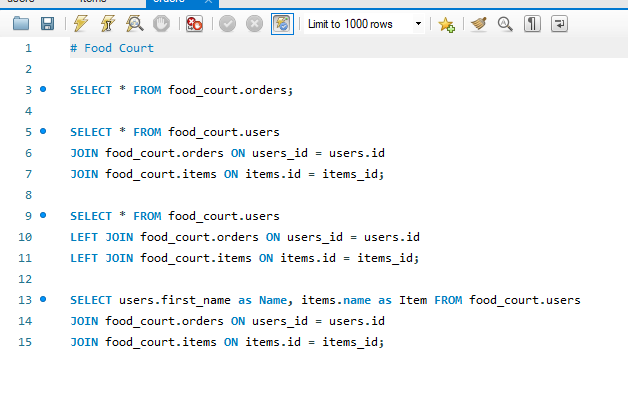 Limit to 1000 rows
1 # Food Court
2
3 SELECT * FROM food_court.orders;
4
5 SELECT * FROM food_court.users
6 JOIN food_court.orders ON users_id = users.id
7 JOIN food_court.items ON items.id = items_id;
8
9 SELECT * FROM food_court.users
10 LEFT JOIN food_court.orders ON users_id = users.id
11 LEFT JOIN food_court.items ON items.id = items_id;
12
13 SELECT users.first_name as Name, items.name as Item FROM food_court.users
14 JOIN food_court.orders ON users_id = users.id
15 JOIN food_court.items ON items.id = items_id;